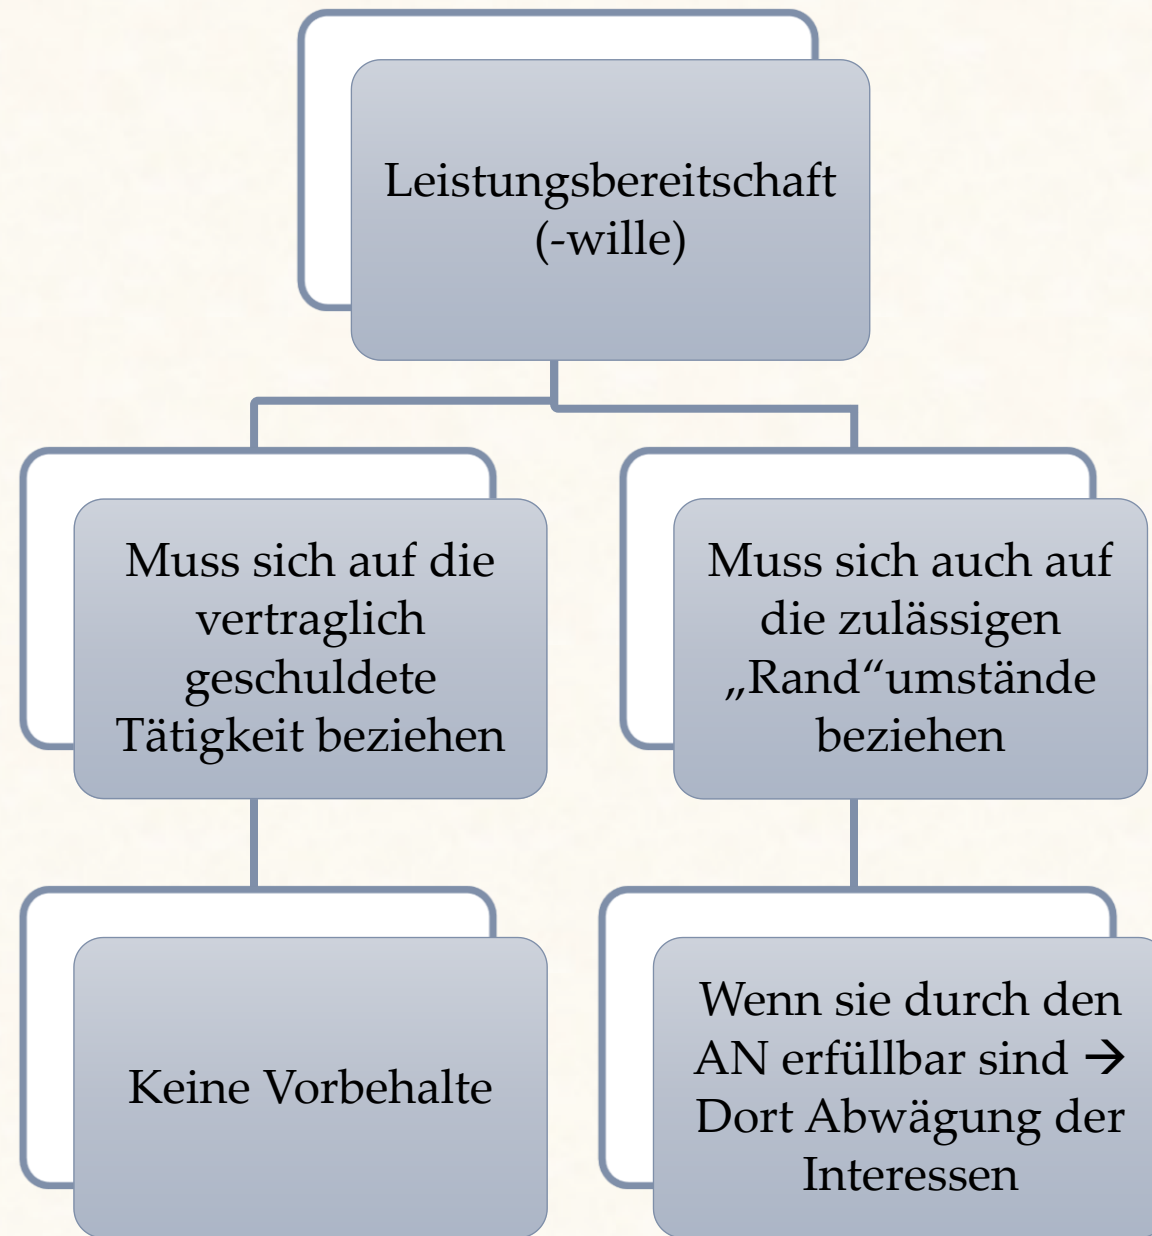 Leistungsbereitschaft
(-wille)
Muss sich auf die
vertraglich
geschuldete
Tätigkeit beziehen
Muss sich auch auf
die zulässigen
„Rand“umstände
beziehen
Keine Vorbehalte
Wenn sie durch den
AN erfüllbar sind →
Dort Abwägung der
Interessen